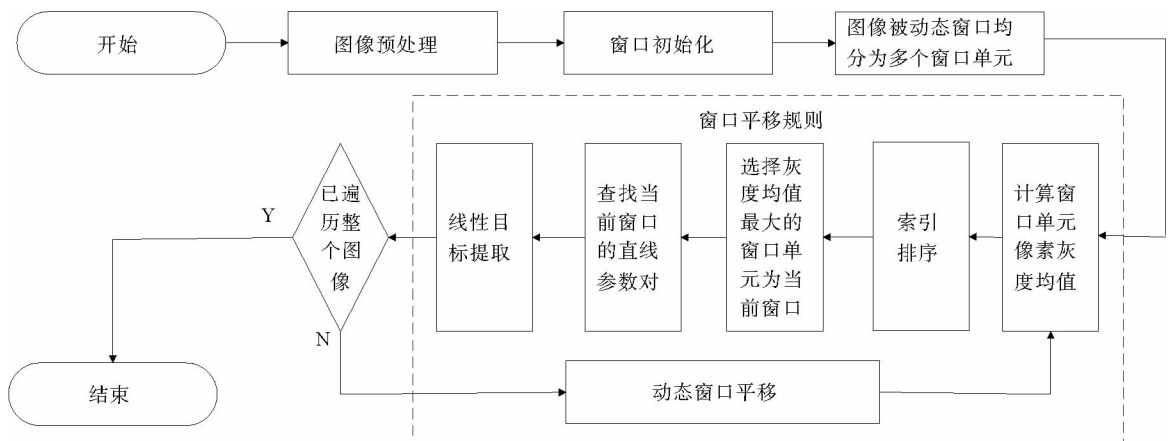 开始
图像预处理
窗口初始化
图像被动态窗口均
分为多个窗口单元
窗口平移规则
计算窗
口单元
像素灰
度均值
索引
排序
选择灰
度均值
最大的
窗口单
元为当
前窗口
查找当
前窗口
的直线
参数对
线性目
标提取
已遍
历整
个图
像
Y
N
动态窗口平移
结束